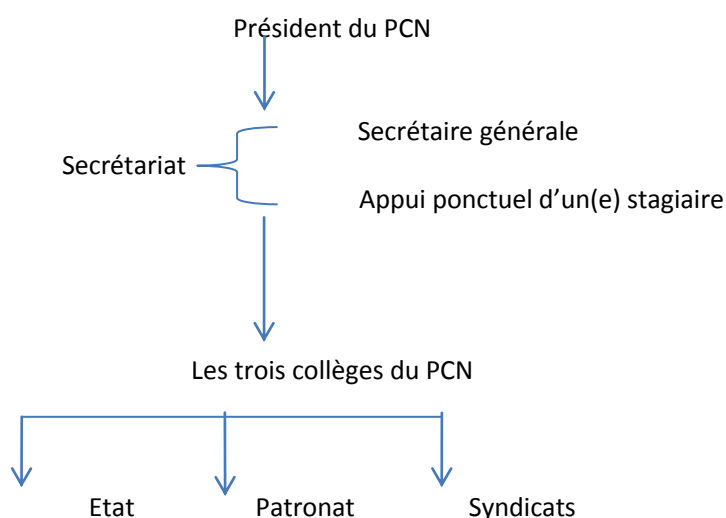 Président du PCN
Secrétaire générale
Secrétariat
Appui ponctuel d'un(e) stagiaire
Les trois collèges du PCN
Etat Patronat Syndicats